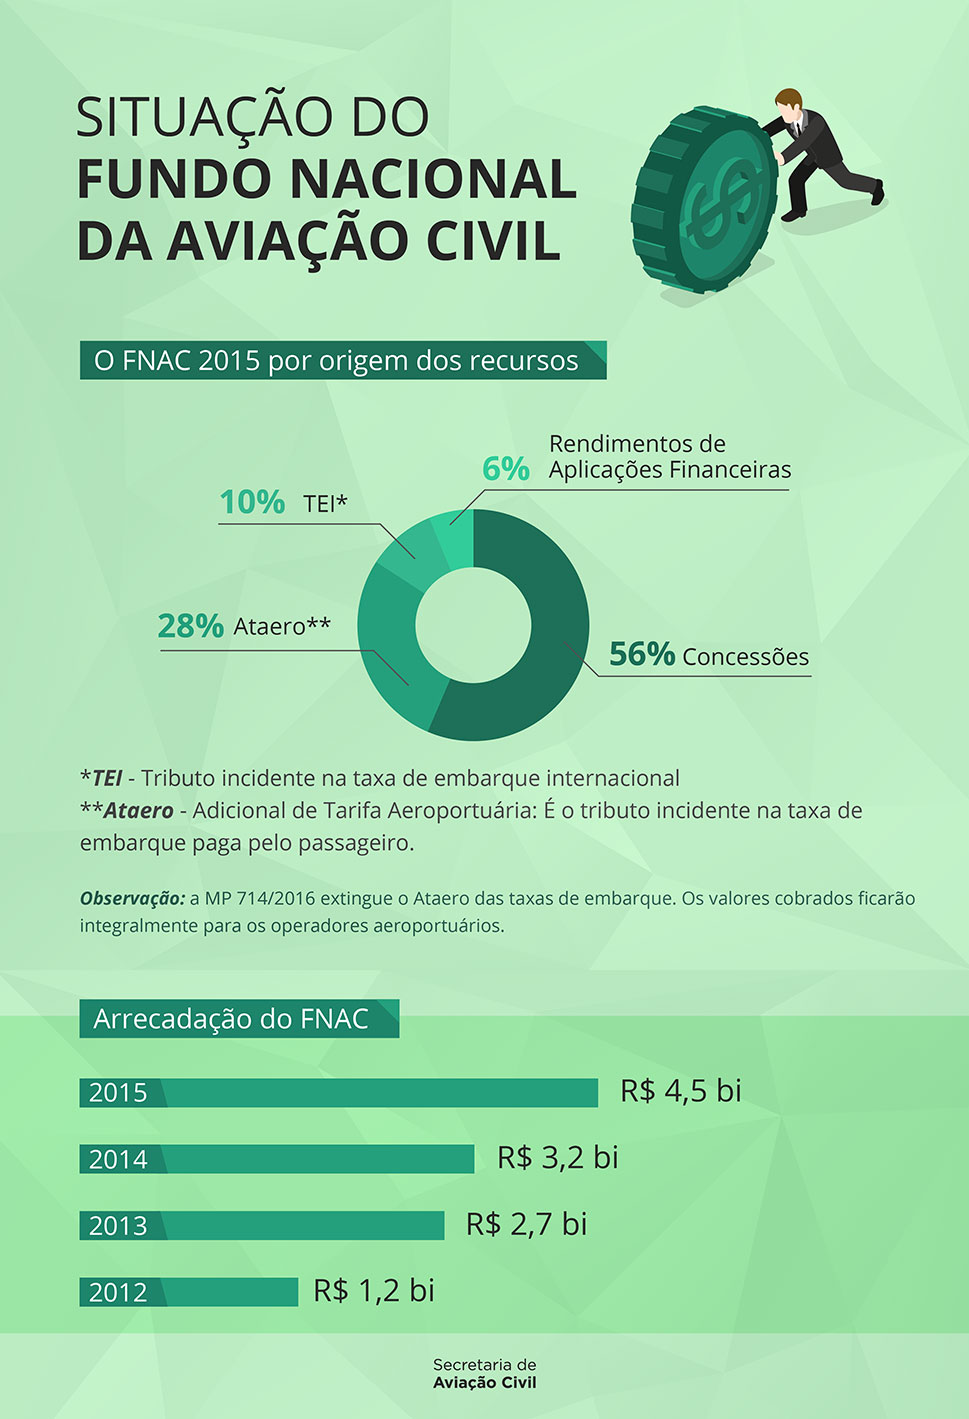 SITUAÇÃO DO
FUNDO NACIONAL
DA AVIAÇÃO CIVIL
O FNAC 2015 por origem dos recursos
6% Rendimentos de
Aplicações Financeiras
10% TEI*
28% Ataero**
56% Concessões
*TEI - Tributo incidente na taxa de embarque internacional
**Ataero - Adicional de Tarifa Aeroportuária: É o tributo incidente na taxa de
embarque paga pelo passageiro.
Observação: a MP 714/2016 extingue o Ataero das taxas de embarque. Os valores cobrados ficarão
integralmente para os operadores aeroportuários.
Arrecadação do FNAC
2015 R$ 4,5 bi
2014 R$ 3,2 bi
2013 R$ 2,7 bi
2012 R$ 1,2 bi
Secretaria de
Aviação Civil